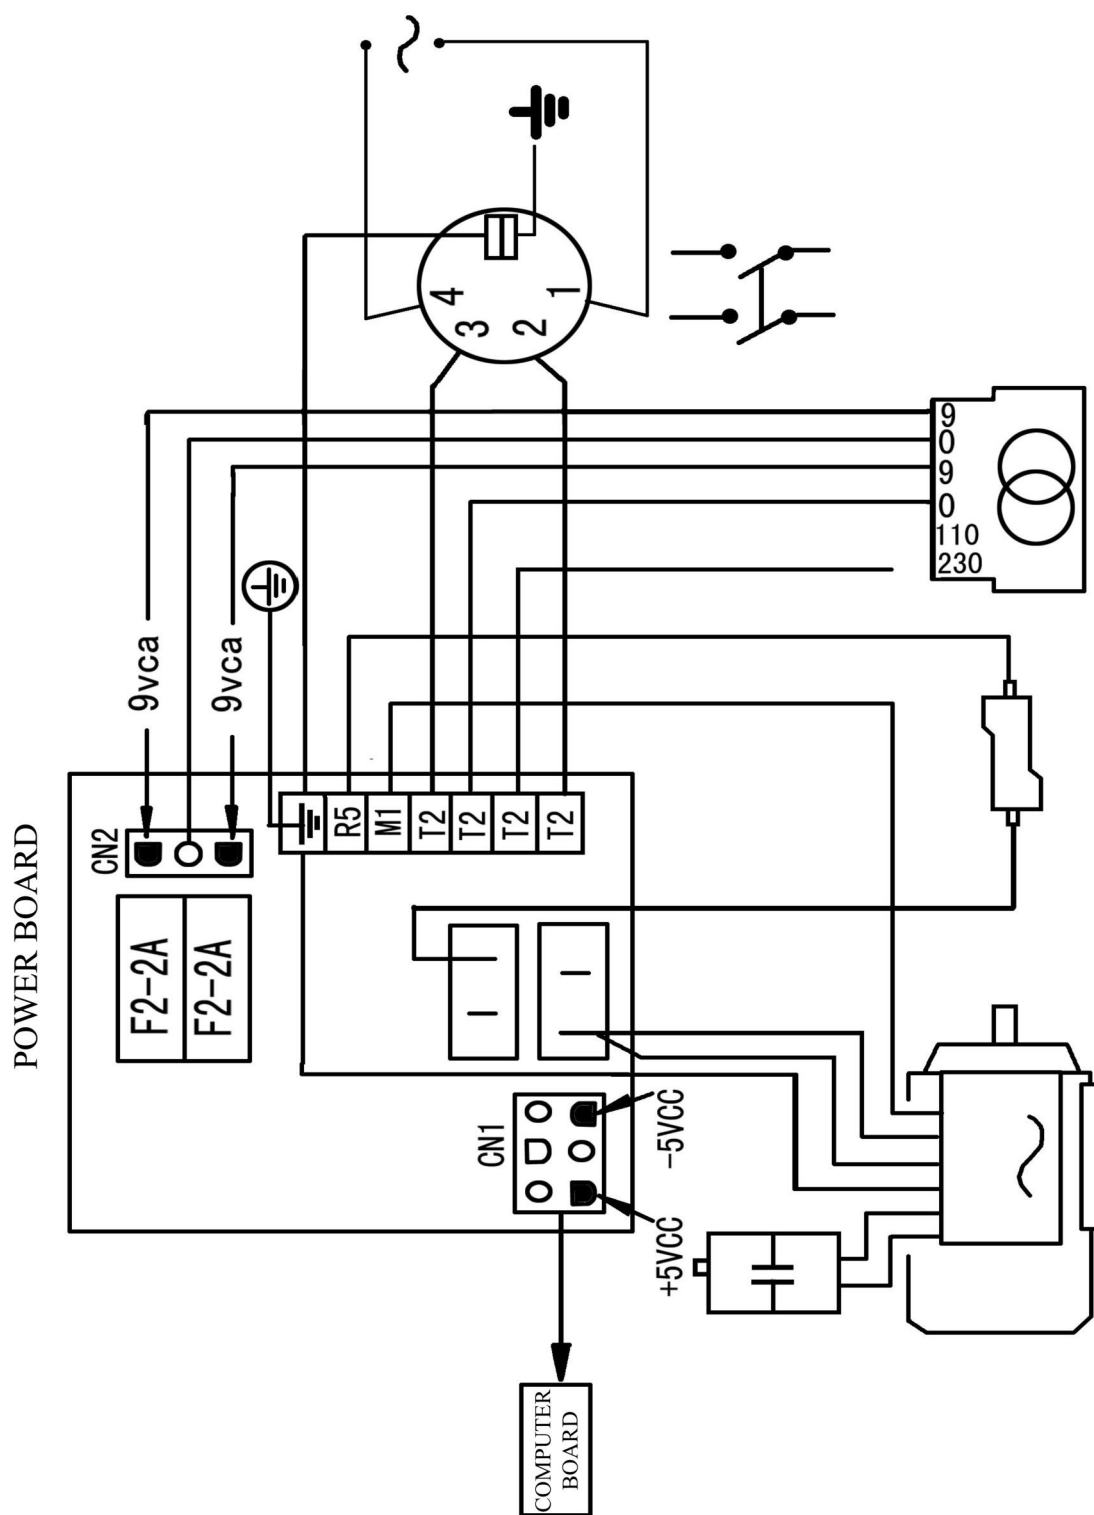 POWER BOARD
4
3
2
1
9
0
9
0
110
230
9vca
9vca
CN2
F2-2A
F2-2A
R5
M1
T2
T2
T2
T2
CN1
-5VCC
+5VCC
COMPUTER
BOARD